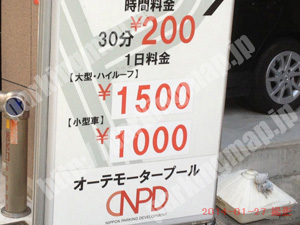 時間料金
30分 ¥200
1日料金
【大型・ハイルーフ】
¥1500
【小型車】
¥1000
オーテモータープール
NPD
NIPPON PARKING DEVELOPMENT